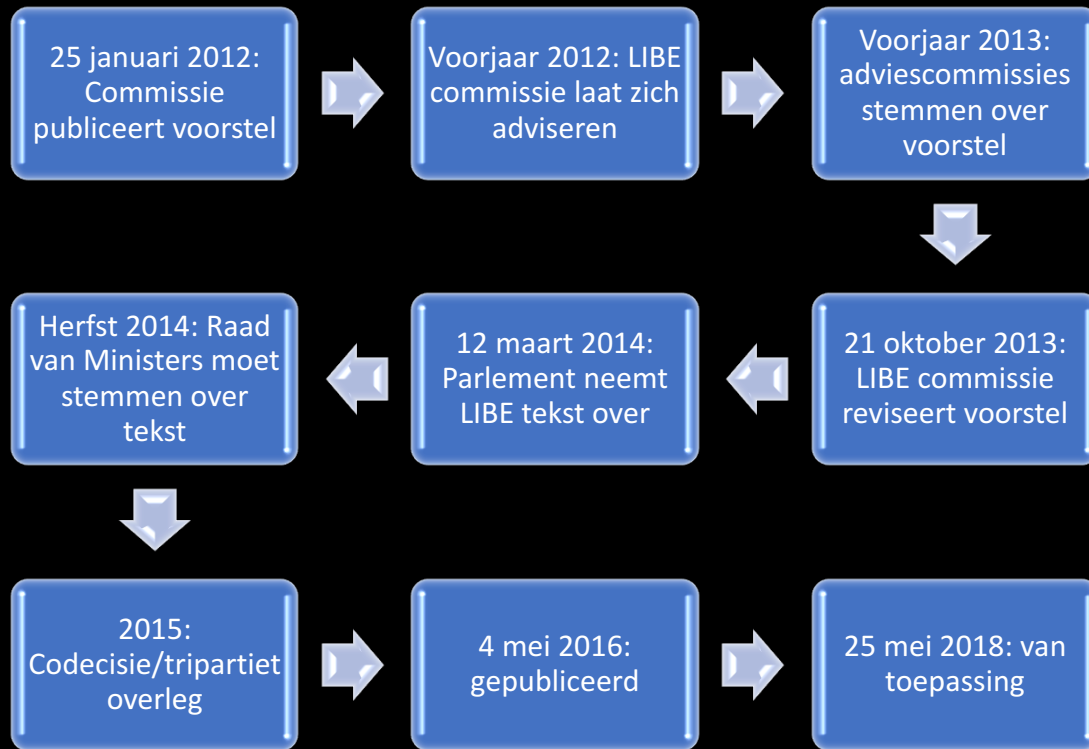 25 januari 2012:
Commissie
publiceert voorstel
Voorjaar 2012: LIBE
commissie laat zich
adviseren
Voorjaar 2013:
adviescommissies
stemmen over
voorstel
21 oktober 2013:
LIBE commissie
reviseert voorstel
12 maart 2014:
Parlement neemt
LIBE tekst over
Herfst 2014: Raad
van Ministers moet
stemmen over
tekst
2015:
Codecisie/tripartiet
overleg
4 mei 2016:
gepubliceerd
25 mei 2018: van
toepassing